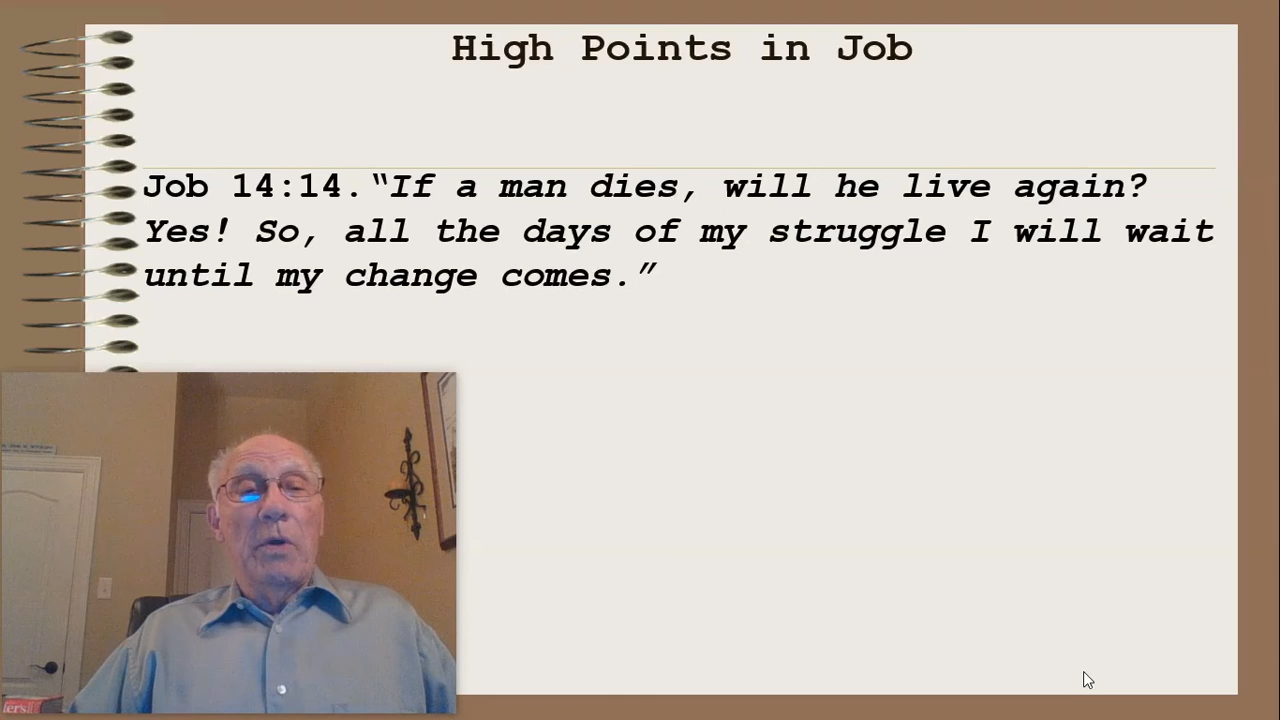 High Points in Job
Job 14:14.“If a man dies, will he live again?
Yes! So, all the days of my struggle I will wait
until my change comes.”
ers